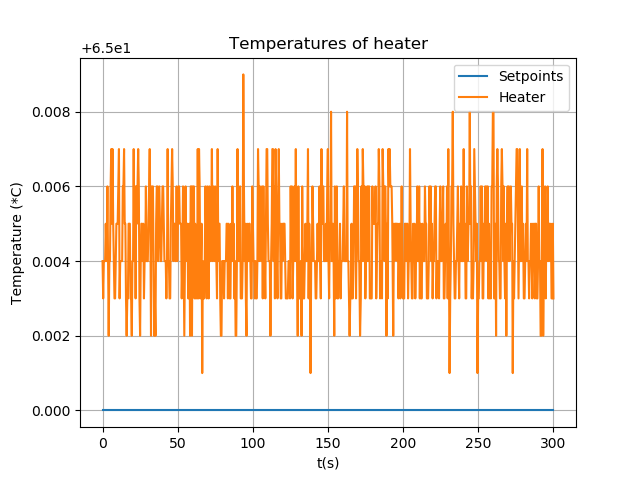 Temperatures of heater
+6.5e1
Setpoints
Heater
0.008
0.006
0.004
0.002
0.000
Temperature (*C)
0
50
100
150
200
250
300
t(s)